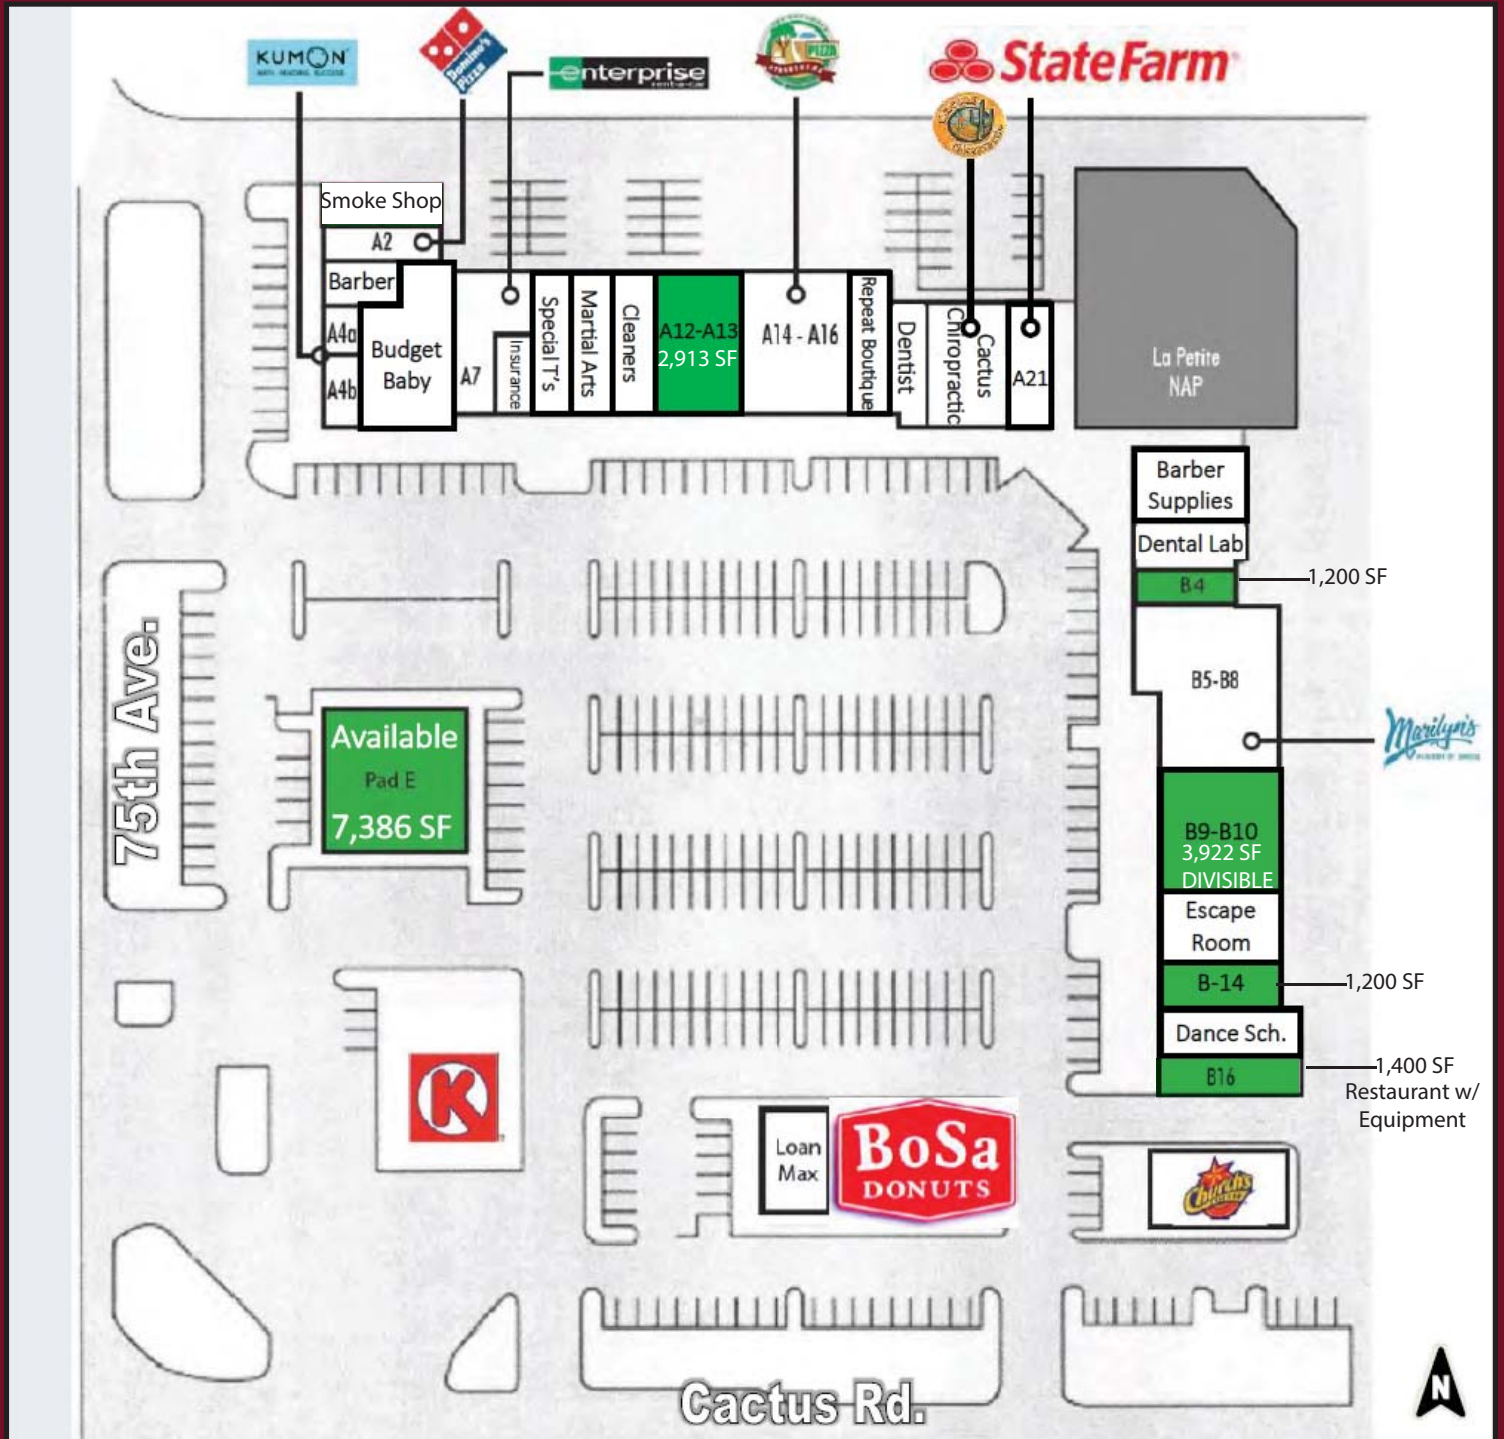 KUMON
Domino's
Pizza
enterprise
rent-a-car
PIZZA
StateFarm
Smoke Shop
A2
Barber
A4a
A4b
Budget
Baby
A7
Insurance
Special T's
Martial Arts
Cleaners
A12-A13
2,913 SF
A14 - A16
Repeat Boutique
Dentist
Cactus
Chiropractic
A21
La Petite
NAP
Barber
Supplies
Dental Lab
B4
1,200 SF
B5-B8
Marilyn's
B9-B10
3,922 SF
DIVISIBLE
Escape
Room
B-14
1,200 SF
Dance Sch.
B16
1,400 SF
Restaurant w/
Equipment
75th Ave.
Available
Pad E
7,386 SF
K
Loan
Max
BoSa
DONUTS
Church's
Cactus Rd.
N